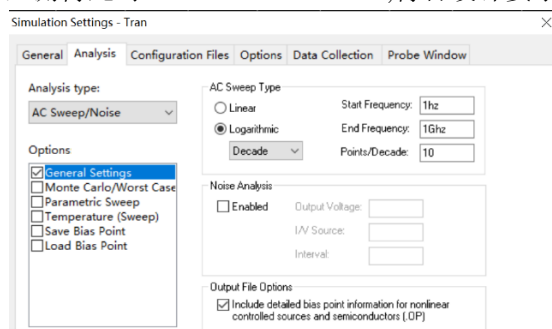 Simulation Settings - Tran
General Analysis Configuration Files Options Data Collection Probe Window
Analysis type:
AC Sweep/Noise
Options
General Settings
Monte Carlo/Worst Case
Parametric Sweep
Temperature (Sweep)
Save Bias Point
Load Bias Point
AC Sweep Type
Linear
Logarithmic
Decade
Start Frequency: 1hz
End Frequency: 1Ghz
Points/Decade: 10
Noise Analysis
Enabled
Output Voltage:
I/V Source:
Interval:
Output File Options
Include detailed bias point information for nonlinear
controlled sources and semiconductors (.OP)